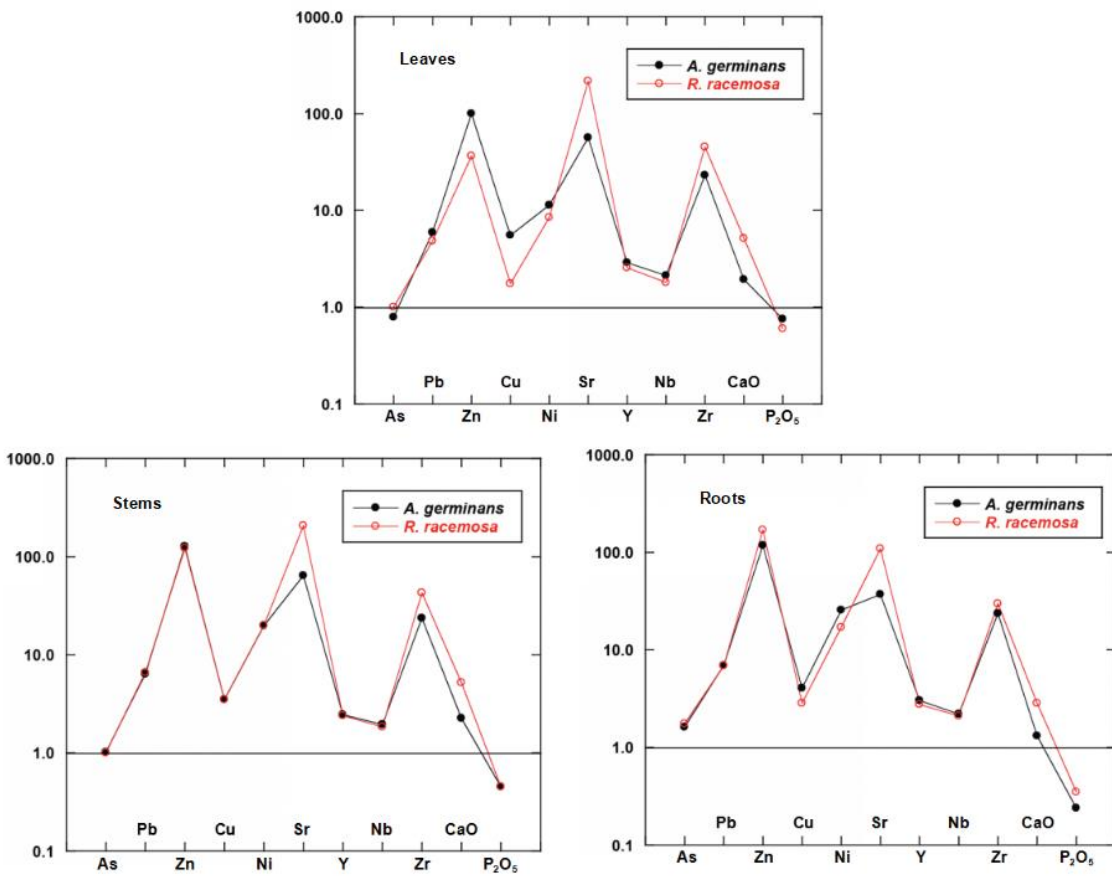 1000.0
Leaves
A. germinans
R. racemosa
100.0
10.0
1.0
Pb Cu Sr Nb CaO
0.1
As Zn Ni Y Zr P₂O₅
1000.0
Stems
A. germinans
R. racemosa
100.0
10.0
1.0
Pb Cu Sr Nb CaO
0.1
As Zn Ni Y Zr P₂O₅
1000.0
Roots
A. germinans
R. racemosa
100.0
10.0
1.0
Pb Cu Sr Nb CaO
0.1
As Zn Ni Y Zr P₂O₅